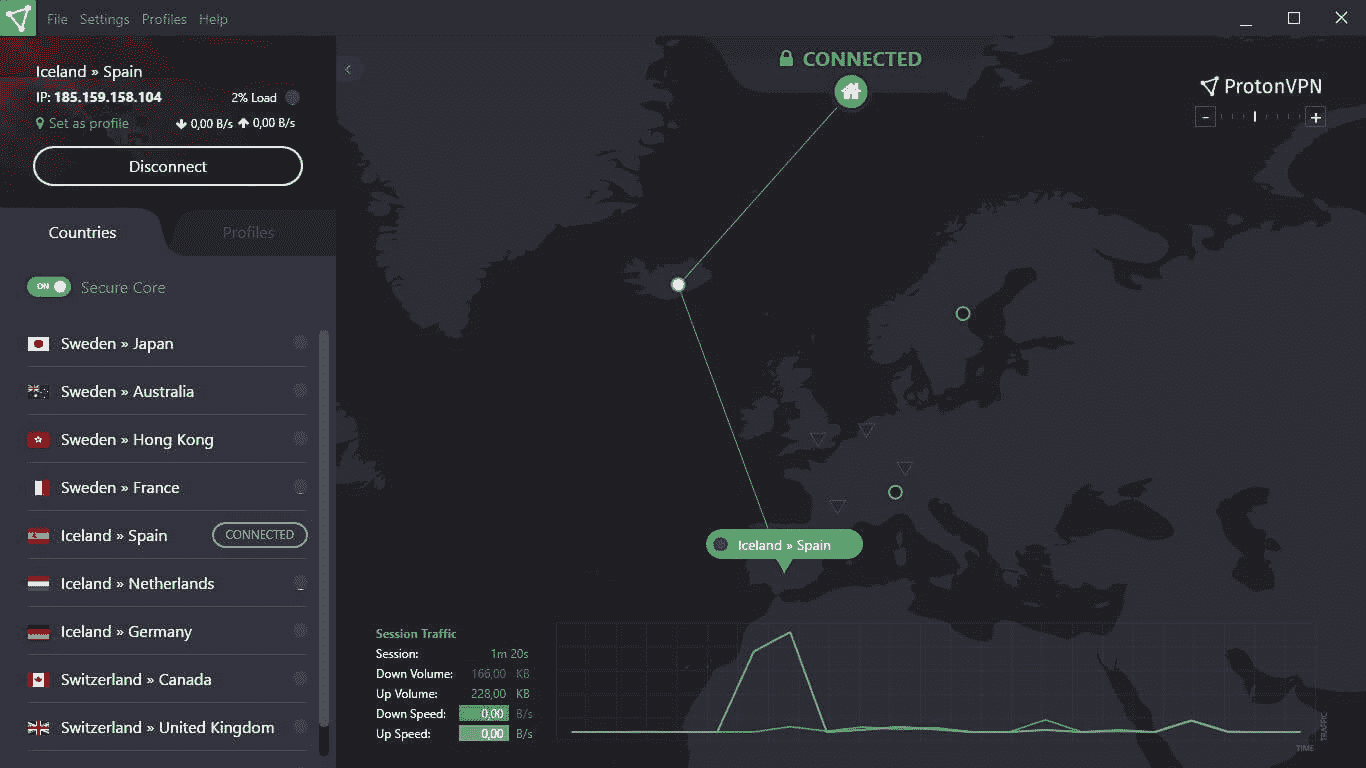 File Settings Profiles Help
Iceland » Spain
IP: 185.159.158.104
2% Load
Set as profile
0,00 B/s 0,00 B/s
Disconnect
Countries
Profiles
ON
Secure Core
Sweden » Japan
Sweden » Australia
Sweden » Hong Kong
Sweden » France
Iceland » Spain
CONNECTED
Iceland » Netherlands
Iceland » Germany
Switzerland » Canada
Switzerland » United Kingdom
CONNECTED
ProtonVPN
- +
Iceland » Spain
Session Traffic
Session: 1m 20s
Down Volume: 166,00 KB
Up Volume: 228,00 KB
Down Speed: 0,00 B/s
Up Speed: 0,00 B/s
TRAFFIC
TIME